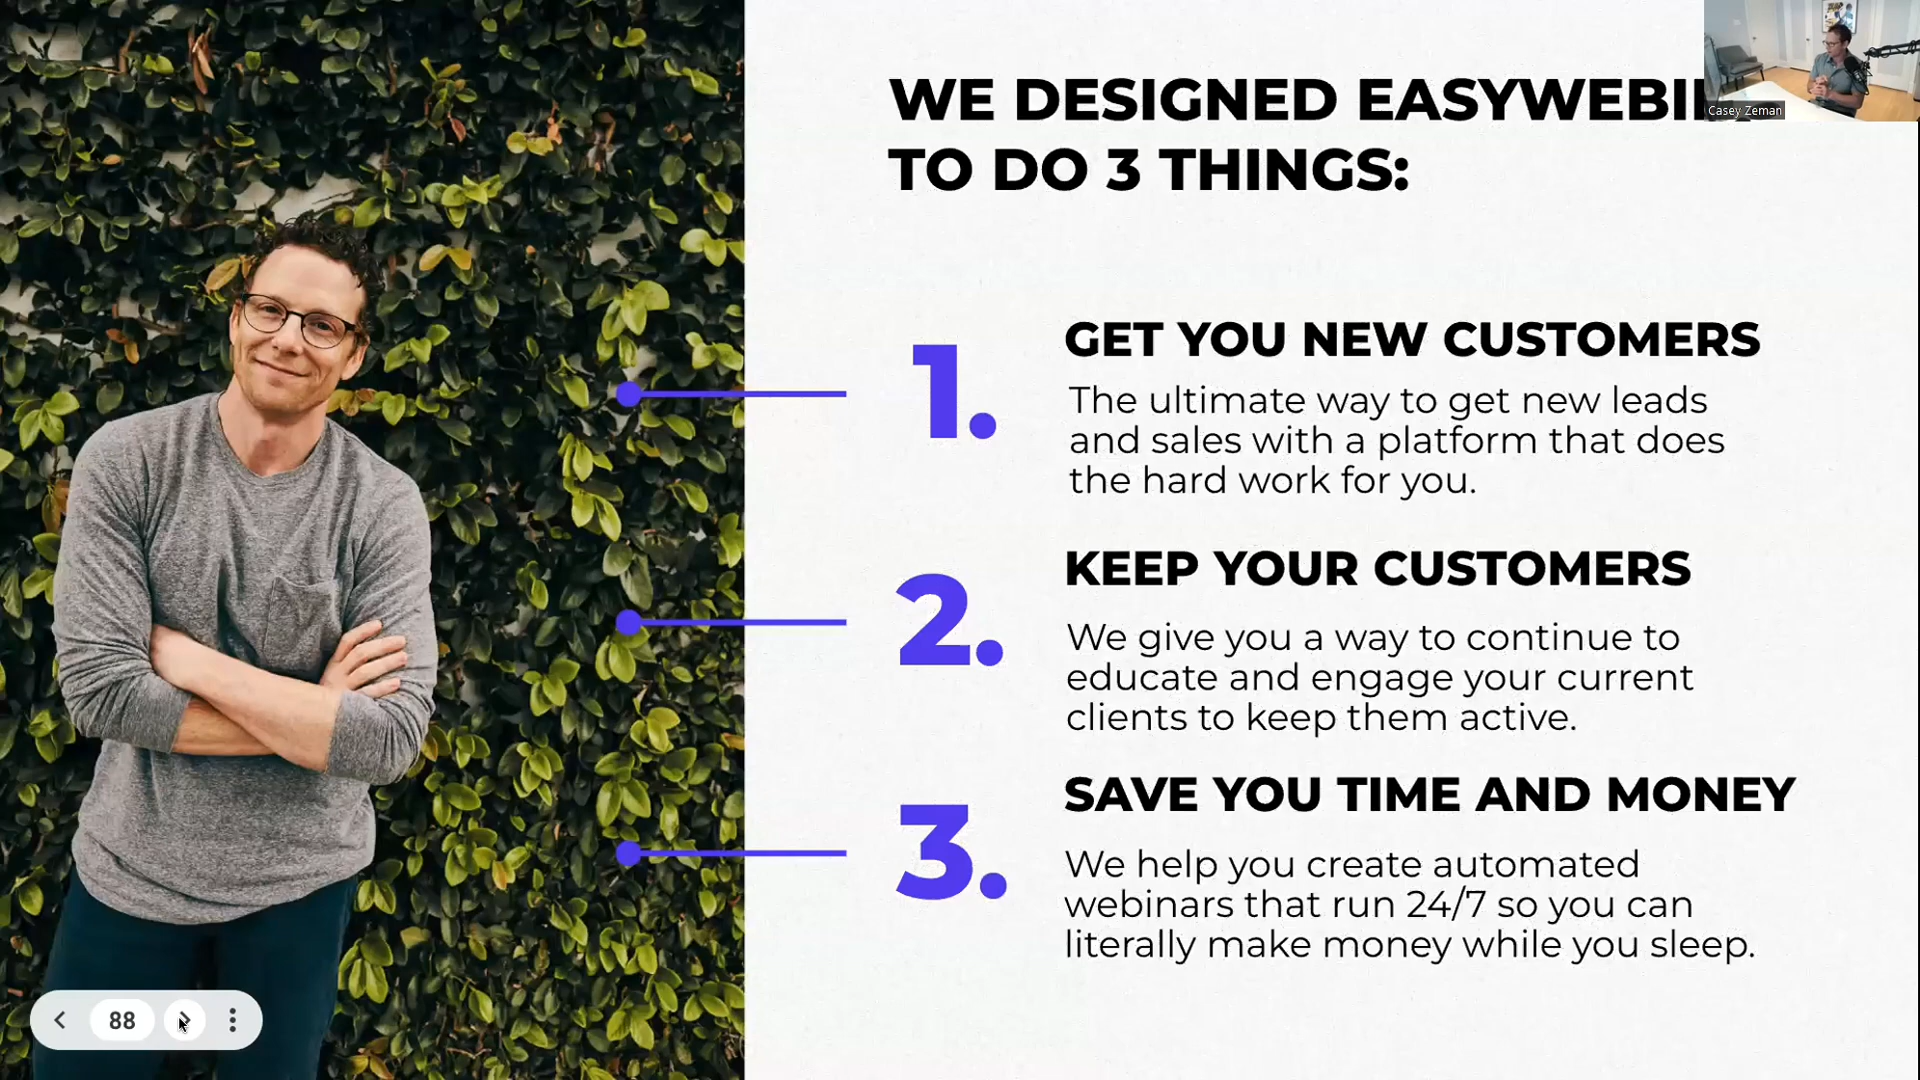 Casey Zeman
WE DESIGNED EASYWEBI
TO DO 3 THINGS:
1.
GET YOU NEW CUSTOMERS
The ultimate way to get new leads
and sales with a platform that does
the hard work for you.
2.
KEEP YOUR CUSTOMERS
We give you a way to continue to
educate and engage your current
clients to keep them active.
3.
SAVE YOU TIME AND MONEY
We help you create automated
webinars that run 24/7 so you can
literally make money while you sleep.
88